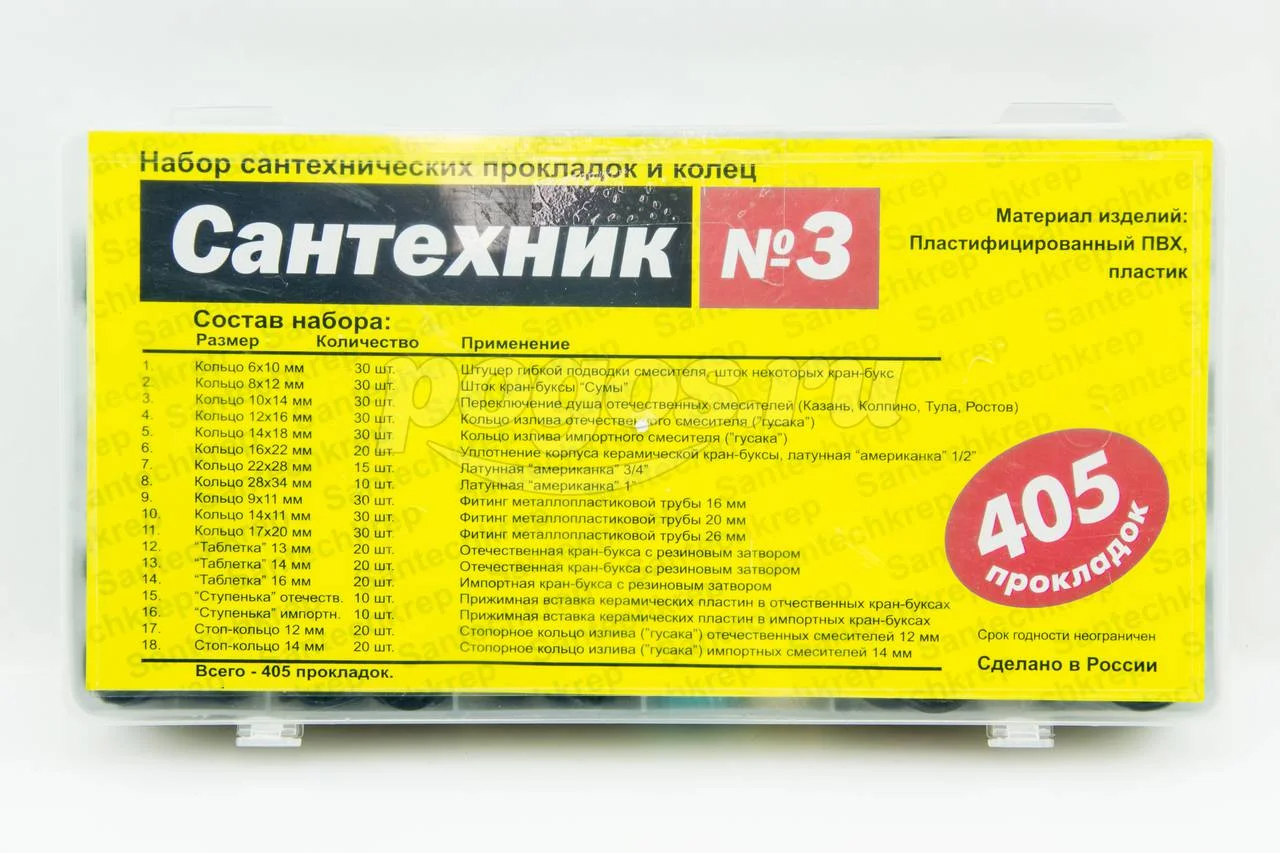 Набор сантехнических прокладок и колец
Сантехник №3
Материал изделий:
Пластифицированный ПВХ,
пластик
Состав набора:
Размер Количество Применение
1. Кольцо 6х10 мм 30 шт. Штуцер гибкой подводки смесителя, шток некоторых кран-букс
2. Кольцо 8х12 мм 30 шт. Шток кран-буксы "Сумы"
3. Кольцо 10х14 мм 30 шт. Переключение душа отечественных смесителей (Казань, Колпино, Тула, Ростов)
4. Кольцо 12х16 мм 30 шт. Кольцо излива отечественного смесителя ("гусака")
5. Кольцо 14х18 мм 30 шт. Кольцо излива импортного смесителя ("гусака")
6. Кольцо 16х22 мм 20 шт. Уплотнение корпуса керамической кран-буксы, латунная "американка" 1/2"
7. Кольцо 22х28 мм 15 шт. Латунная "американка" 3/4"
8. Кольцо 28х34 мм 10 шт. Латунная "американка" 1"
9. Кольцо 9х11 мм 30 шт. Фитинг металлопластиковой трубы 16 мм
10. Кольцо 14х11 мм 30 шт. Фитинг металлопластиковой трубы 20 мм
11. Кольцо 17х20 мм 30 шт. Фитинг металлопластиковой трубы 26 мм
12. "Таблетка" 13 мм 20 шт. Отечественная кран-букса с резиновым затвором
13. "Таблетка" 14 мм 20 шт. Отечественная кран-букса с резиновым затвором
14. "Таблетка" 16 мм 20 шт. Импортная кран-букса с резиновым затвором
15. "Ступенька" отечеств. 10 шт. Прижимная вставка керамических пластин в отчественных кран-буксах
16. "Ступенька" импортн. 10 шт. Прижимная вставка керамических пластин в импортных кран-буксах
17. Стоп-кольцо 12 мм 20 шт. Стопорное кольцо излива ("гусака") отечественных смесителей 12 мм
18. Стоп-кольцо 14 мм 20 шт. Стопорное кольцо излива ("гусака") импортных смесителей 14 мм
Всего - 405 прокладок.
405
прокладок
Срок годности неограничен
Сделано в России
Santechkrep
pogos.ru